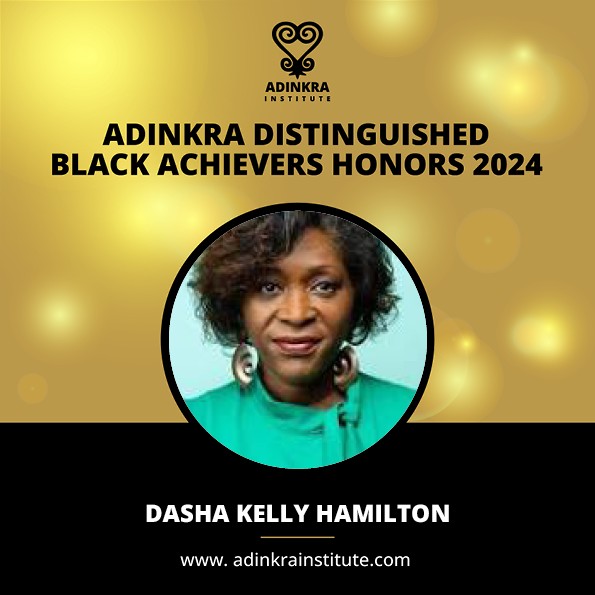 ADINKRA
INSTITUTE
ADINKRA DISTINGUISHED
BLACK ACHIEVERS HONORS 2024
DASHA KELLY HAMILTON
www. adinkrainstitute.com